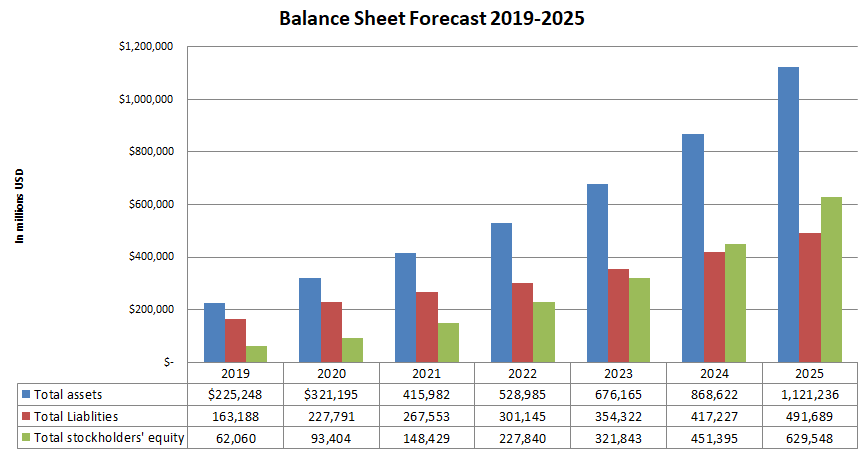 Balance Sheet Forecast 2019-2025
In millions USD
$1,200,000
$1,000,000
$800,000
$600,000
$400,000
$200,000
$-
2019 2020 2021 2022 2023 2024 2025
Total assets $225,248 $321,195 415,982 528,985 676,165 868,622 1,121,236
Total Liablities 163,188 227,791 267,553 301,145 354,322 417,227 491,689
Total stockholders' equity 62,060 93,404 148,429 227,840 321,843 451,395 629,548